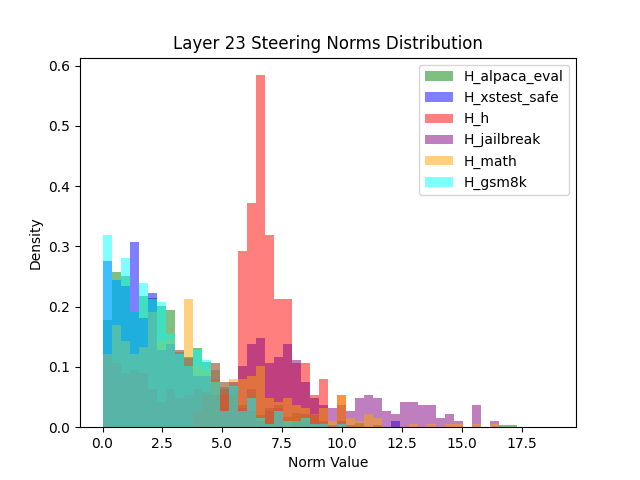 Layer 23 Steering Norms Distribution
H_alpaca_eval
H_xstest_safe
H_h
H_jailbreak
H_math
H_gsm8k
Density
0.6
0.5
0.4
0.3
0.2
0.1
0.0
0.0 2.5 5.0 7.5 10.0 12.5 15.0 17.5
Norm Value